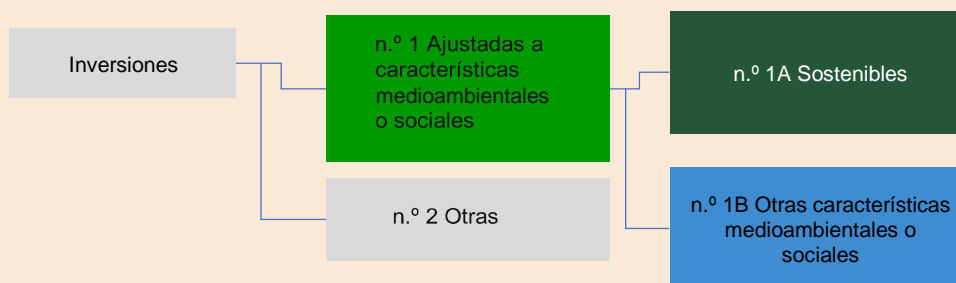 Inversiones
n.º 1 Ajustadas a
características
medioambientales
o sociales
n.º 2 Otras
n.º 1A Sostenibles
n.º 1B Otras características
medioambientales o
sociales